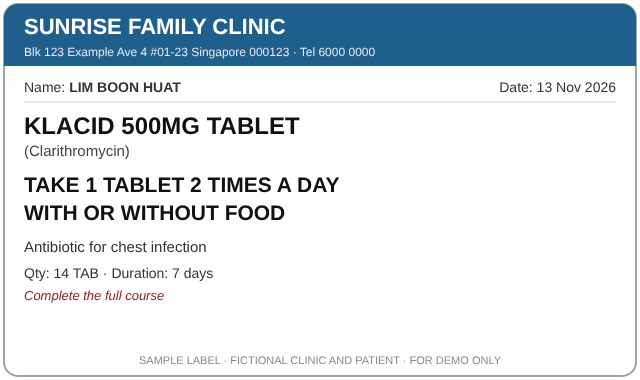 SUNRISE FAMILY CLINIC
Blk 123 Example Ave 4 #01-23 Singapore 000123 · Tel 6000 0000
Name: LIM BOON HUAT Date: 13 Nov 2026
KLACID 500MG TABLET
(Clarithromycin)
TAKE 1 TABLET 2 TIMES A DAY
WITH OR WITHOUT FOOD
Antibiotic for chest infection
Qty: 14 TAB · Duration: 7 days
Complete the full course
SAMPLE LABEL · FICTIONAL CLINIC AND PATIENT · FOR DEMO ONLY